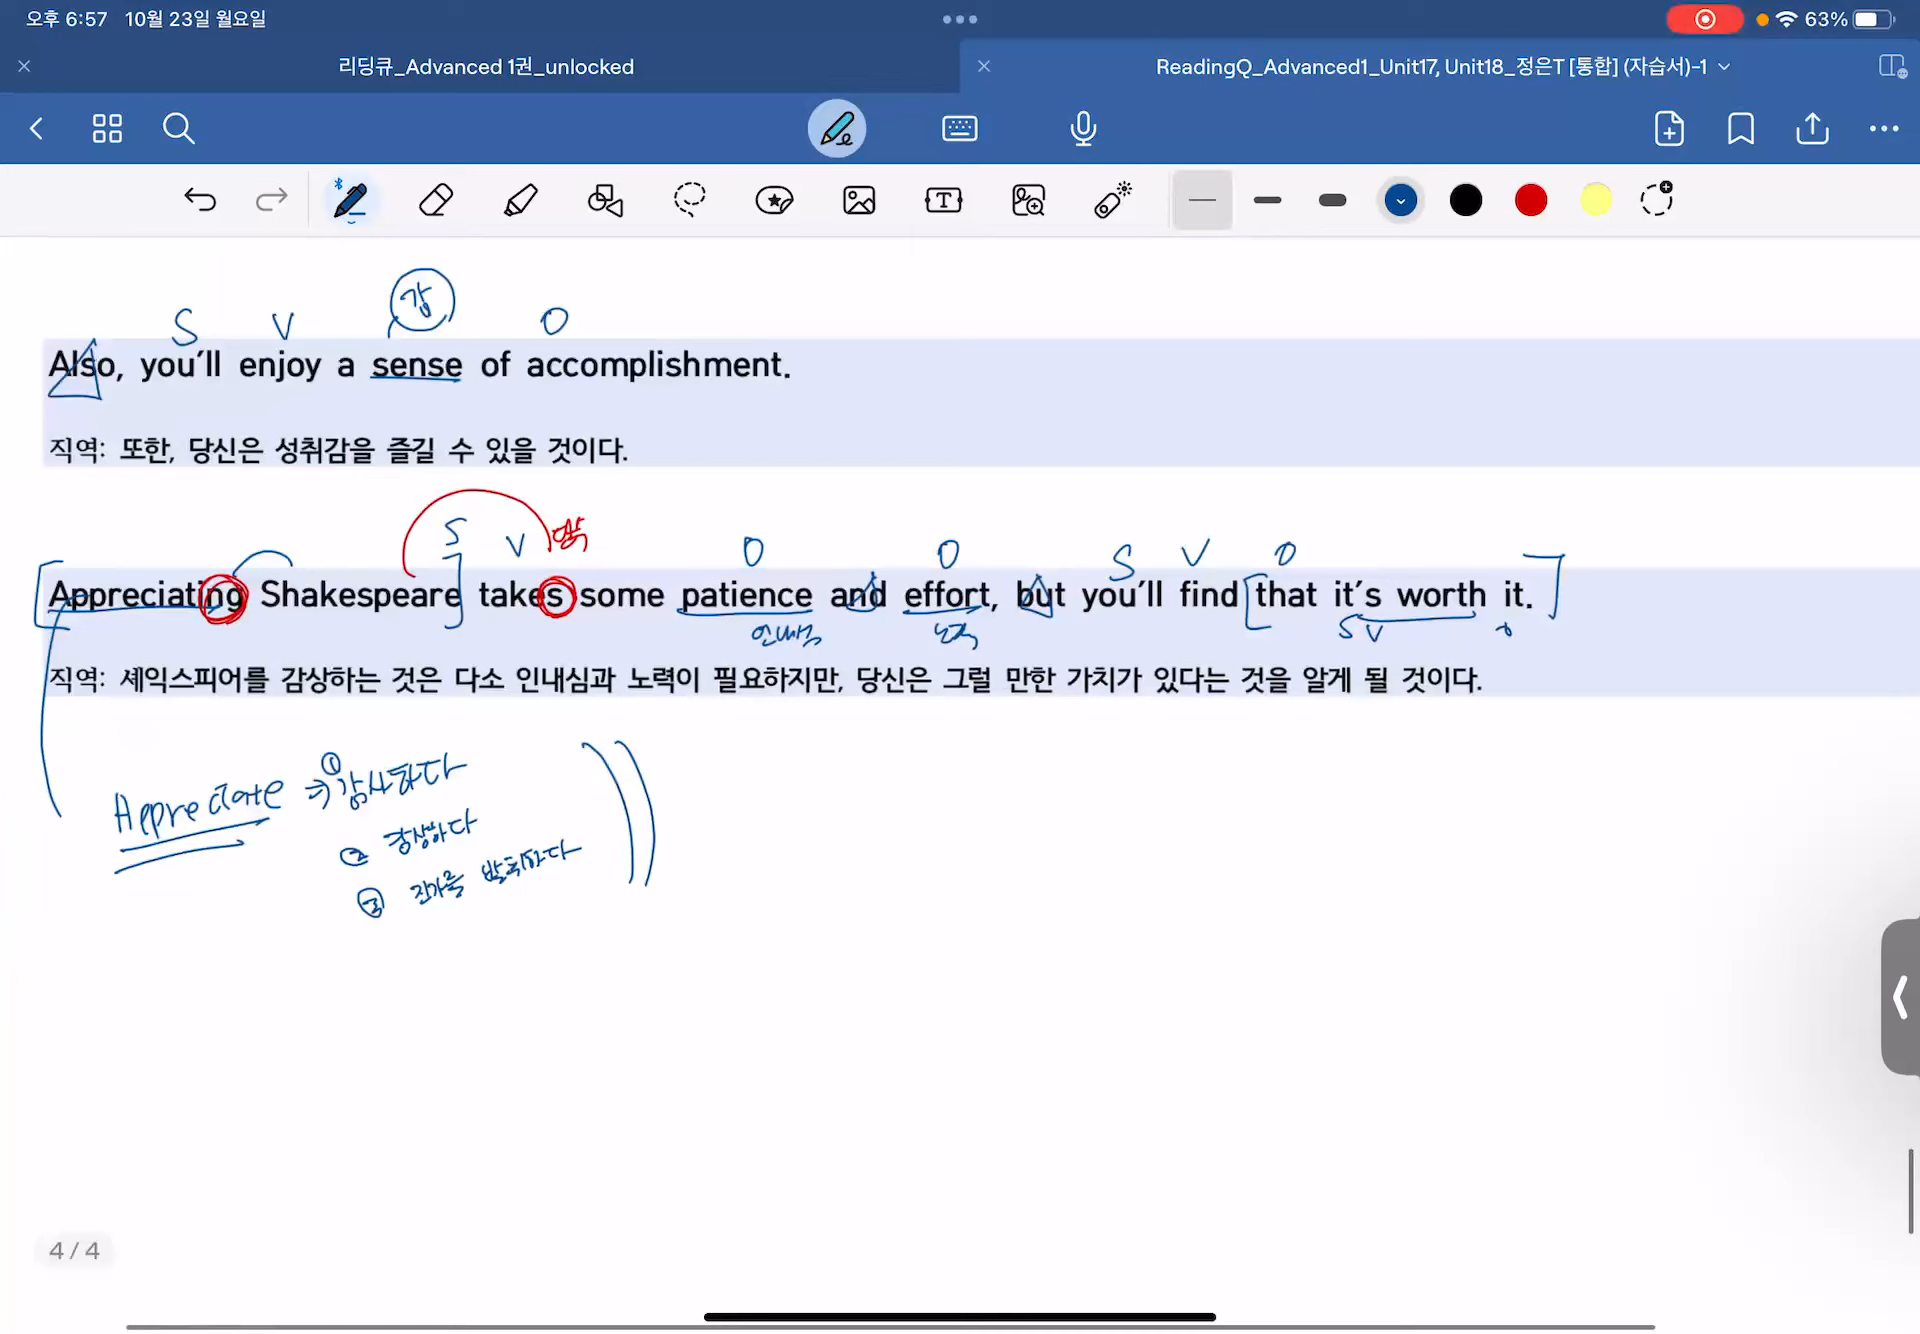 오후 6:57 10월 23일 월요일
63%
리딩큐_Advanced 1권_unlocked
ReadingQ_Advanced1_Unit17, Unit18_정은T [통합] (자습서)-1
S V 감 O
Also, you'll enjoy a sense of accomplishment.
직역: 또한, 당신은 성취감을 즐길 수 있을 것이다.
S V O O S V O
Appreciating Shakespeare takes some patience and effort, but you'll find that it's worth it.
인내심 노력 S V
직역: 셰익스피어를 감상하는 것은 다소 인내심과 노력이 필요하지만, 당신은 그럴 만한 가치가 있다는 것을 알게 될 것이다.
Appreciate ⇒ ① 감사하다
② 감상하다
③ 진가를 발휘하다
4 / 4